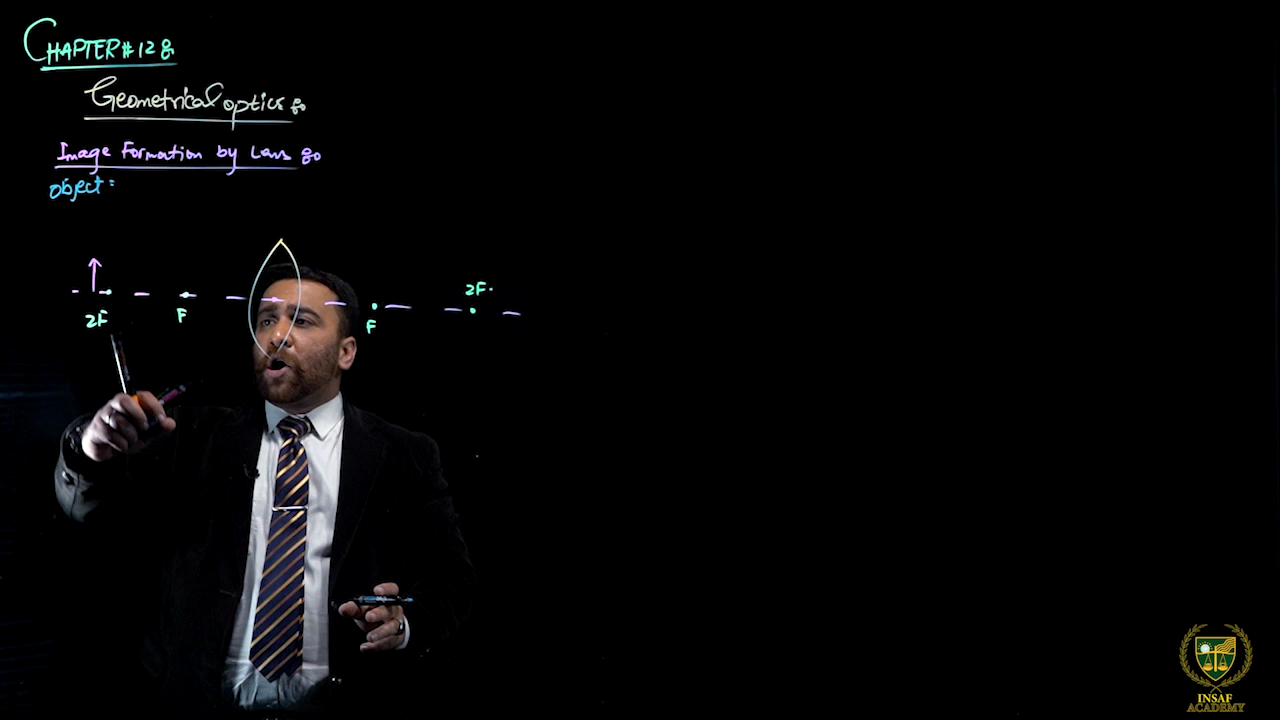 CHAPTER #12:
Geometrical optics:
Image Formation by Lens:
object:
2F
F
F
2F
INSAF
ACADEMY